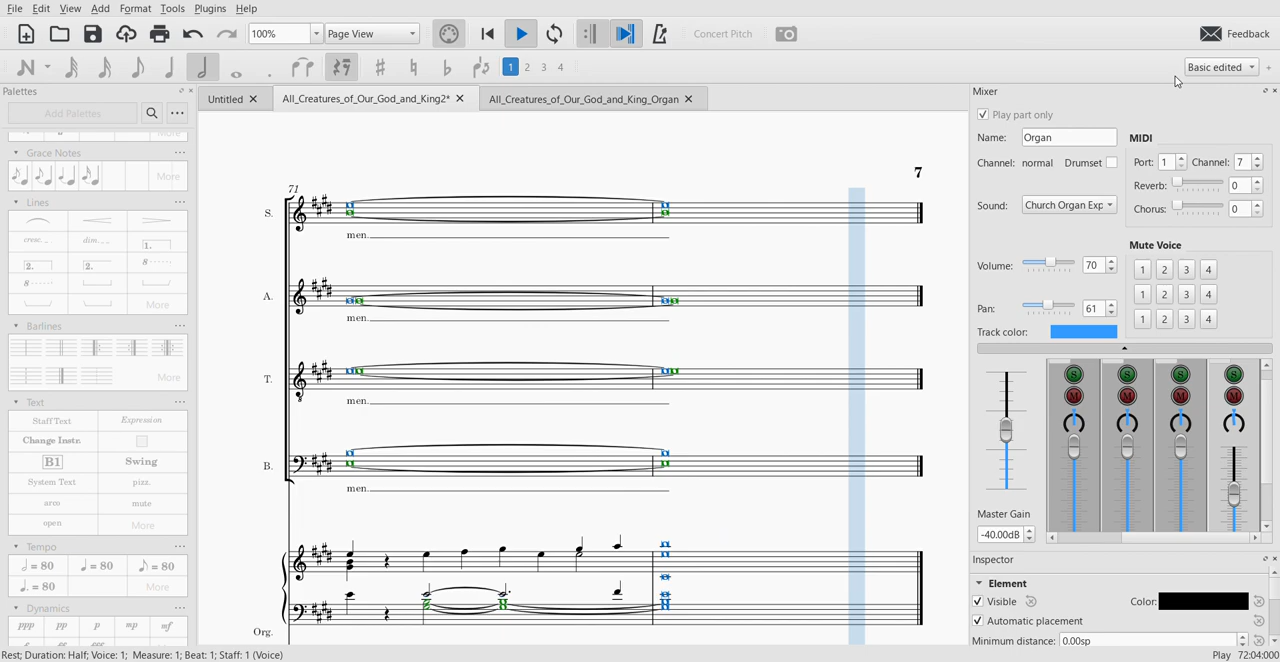 File Edit View Add Format Tools Plugins Help
100% Page View Concert Pitch Feedback
1 2 3 4 Basic edited
Palettes
Add Palettes
More
Grace Notes
More
Lines
cresc. dim. 1.
2. 2. 8
8
More
Barlines
More
Text
Staff Text Expression
Change Instr.
B1 Swing
System Text pizz.
arco mute
open More
Tempo
= 80 = 80 = 80
= 80 More
Dynamics
ppp pp p mp mf
Untitled All_Creatures_of_Our_God_and_King2* All_Creatures_of_Our_God_and_King_Organ
7
71
S.
men.
A.
men.
T.
men.
B.
men.
Org.
Mixer
Play part only
Name: Organ MIDI
Channel: normal Drumset Port: 1 Channel: 7
Reverb: 0
Sound: Church Organ Exp Chorus: 0
Mute Voice
Volume: 70 1 2 3 4
1 2 3 4
Pan: 61 1 2 3 4
Track color:
S S S S
M M M M
Master Gain
-40.00dB
Inspector
Element
Visible Color:
Automatic placement
Minimum distance: 0.00sp
Rest; Duration: Half; Voice: 1; Measure: 1; Beat: 1; Staff: 1 (Voice) Play 72:04:000